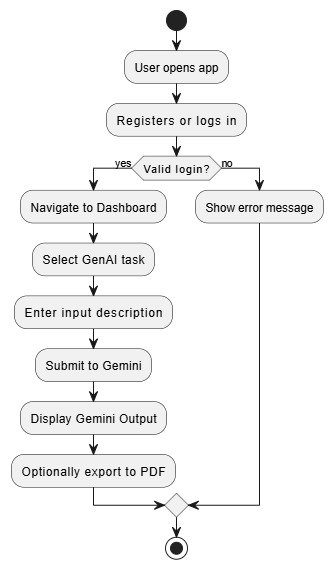 User opens app
Registers or logs in
yes
Valid login?
no
Navigate to Dashboard
Show error message
Select GenAI task
Enter input description
Submit to Gemini
Display Gemini Output
Optionally export to PDF